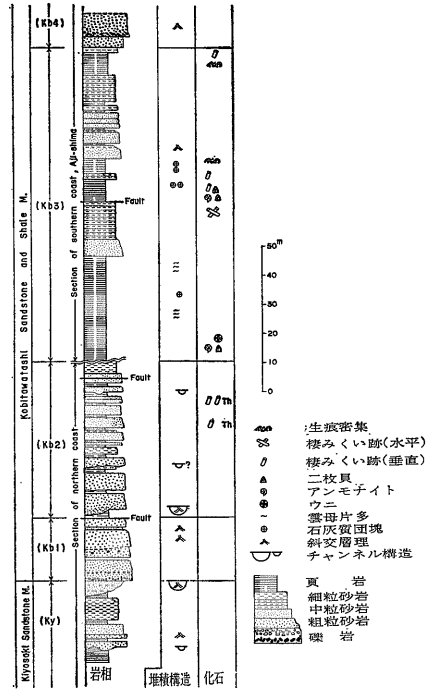 (Kb4)
Kobitawatashi Sandstone and Shale M.
(Kb3)
Section of southern coast, Aji-shima
Fault
(Kb2)
Fault
Th
Th
?
Section of northern coast
(Kb1)
Fault
Kiyosaki Sandstone M.
(Ky)
岩相
堆積構造
化石
50m
40
30
20
10
0
生痕密集
棲みくい跡(水平)
棲みくい跡(垂直)
二枚貝
アンモナイト
ウニ
雲母片多
石灰質団塊
斜交層理
チャンネル構造
頁 岩
細粒砂岩
中粒砂岩
粗粒砂岩
礫 岩